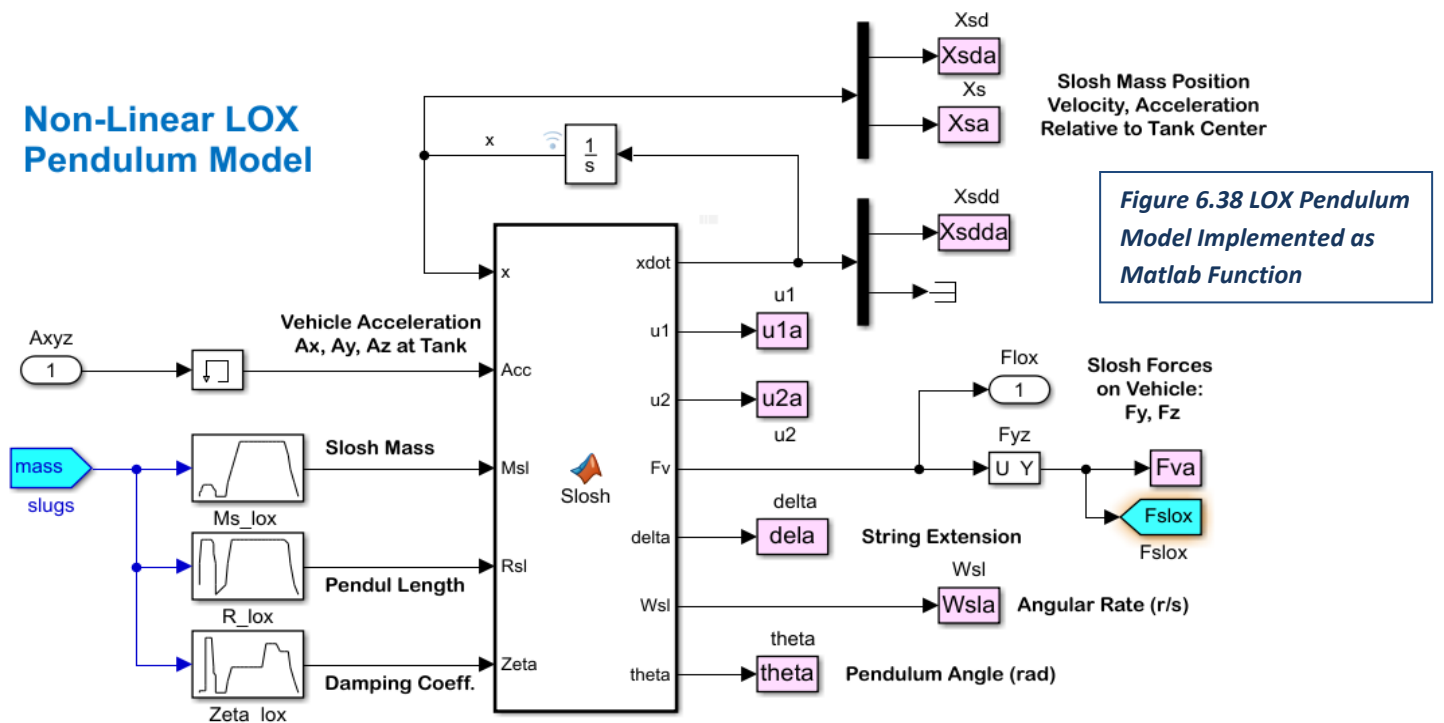 Non-Linear LOX
Pendulum Model
Xsd
Xsda
Xs
Xsa
Slosh Mass Position
Velocity, Acceleration
Relative to Tank Center
x
1
s
Figure 6.38 LOX Pendulum
Model Implemented as
Matlab Function
Xsdd
Xsdda
x
xdot
u1
u1
u1a
Vehicle Acceleration
Ax, Ay, Az at Tank
Axyz
1
Acc
u2
u2a
u2
Flox
1
Slosh Forces
on Vehicle:
Fy, Fz
mass
slugs
Slosh Mass
Ms_lox
Msl
Slosh
Fv
Fyz
U Y
Fva
Fslox
Fslox
delta
delta
dela
String Extension
Rsl
Pendul Length
R_lox
Wsl
Wsl
Wsla
Angular Rate (r/s)
Zeta
Damping Coeff.
Zeta_lox
theta
theta
theta
Pendulum Angle (rad)